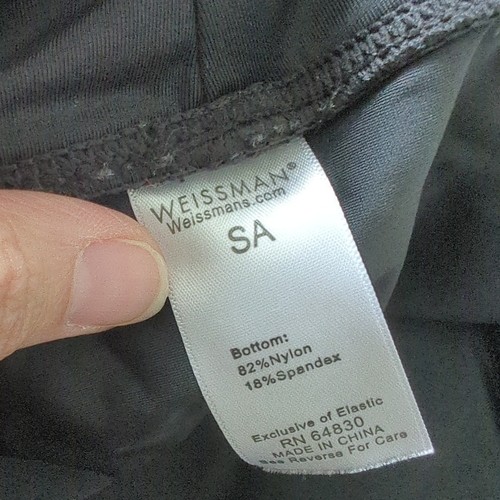 WEISSMAN®
Weissmans.com
SA
Bottom:
82%Nylon
18%Spandex
Exclusive of Elastic
RN 64830
MADE IN CHINA
See Reverse For Care